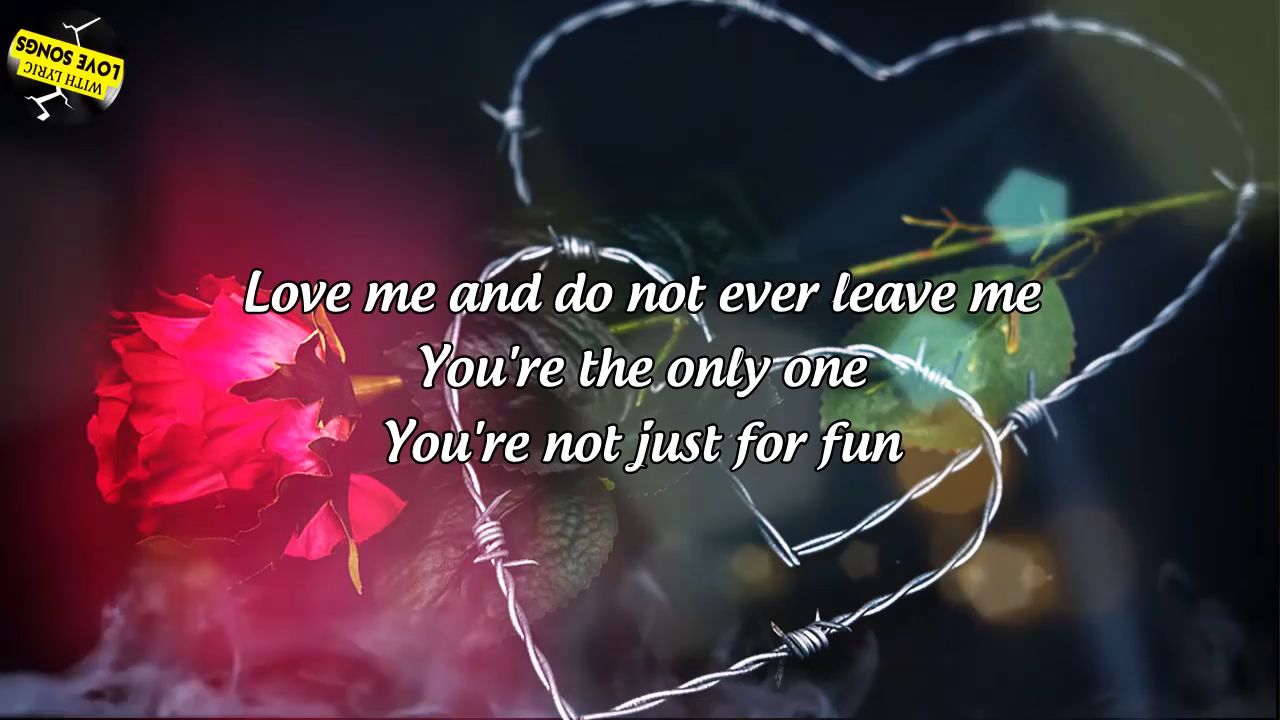 LOVE SONGS
WITH LYRIC
Love me and do not ever leave me
You're the only one
You're not just for fun